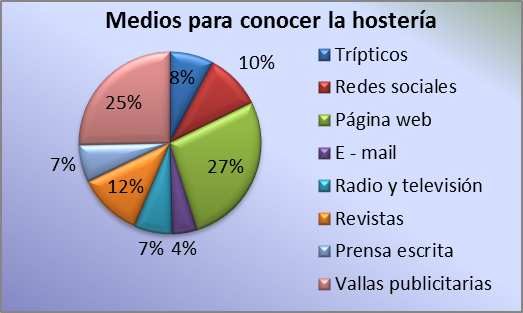 Medios para conocer la hostería
8%
10%
27%
4%
7%
12%
7%
25%
Trípticos
Redes sociales
Página web
E - mail
Radio y televisión
Revistas
Prensa escrita
Vallas publicitarias